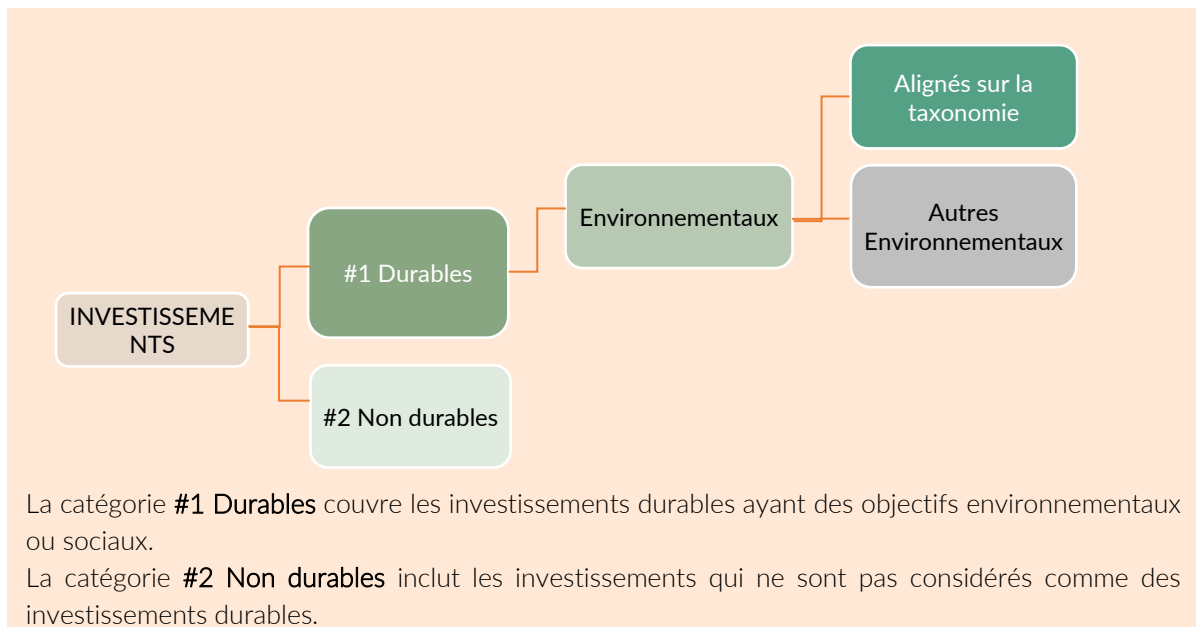 Alignés sur la
taxonomie
Environnementaux
Autres
Environnementaux
#1 Durables
INVESTISSEME
NTS
#2 Non durables
La catégorie #1 Durables couvre les investissements durables ayant des objectifs environnementaux
ou sociaux.
La catégorie #2 Non durables inclut les investissements qui ne sont pas considérés comme des
investissements durables.